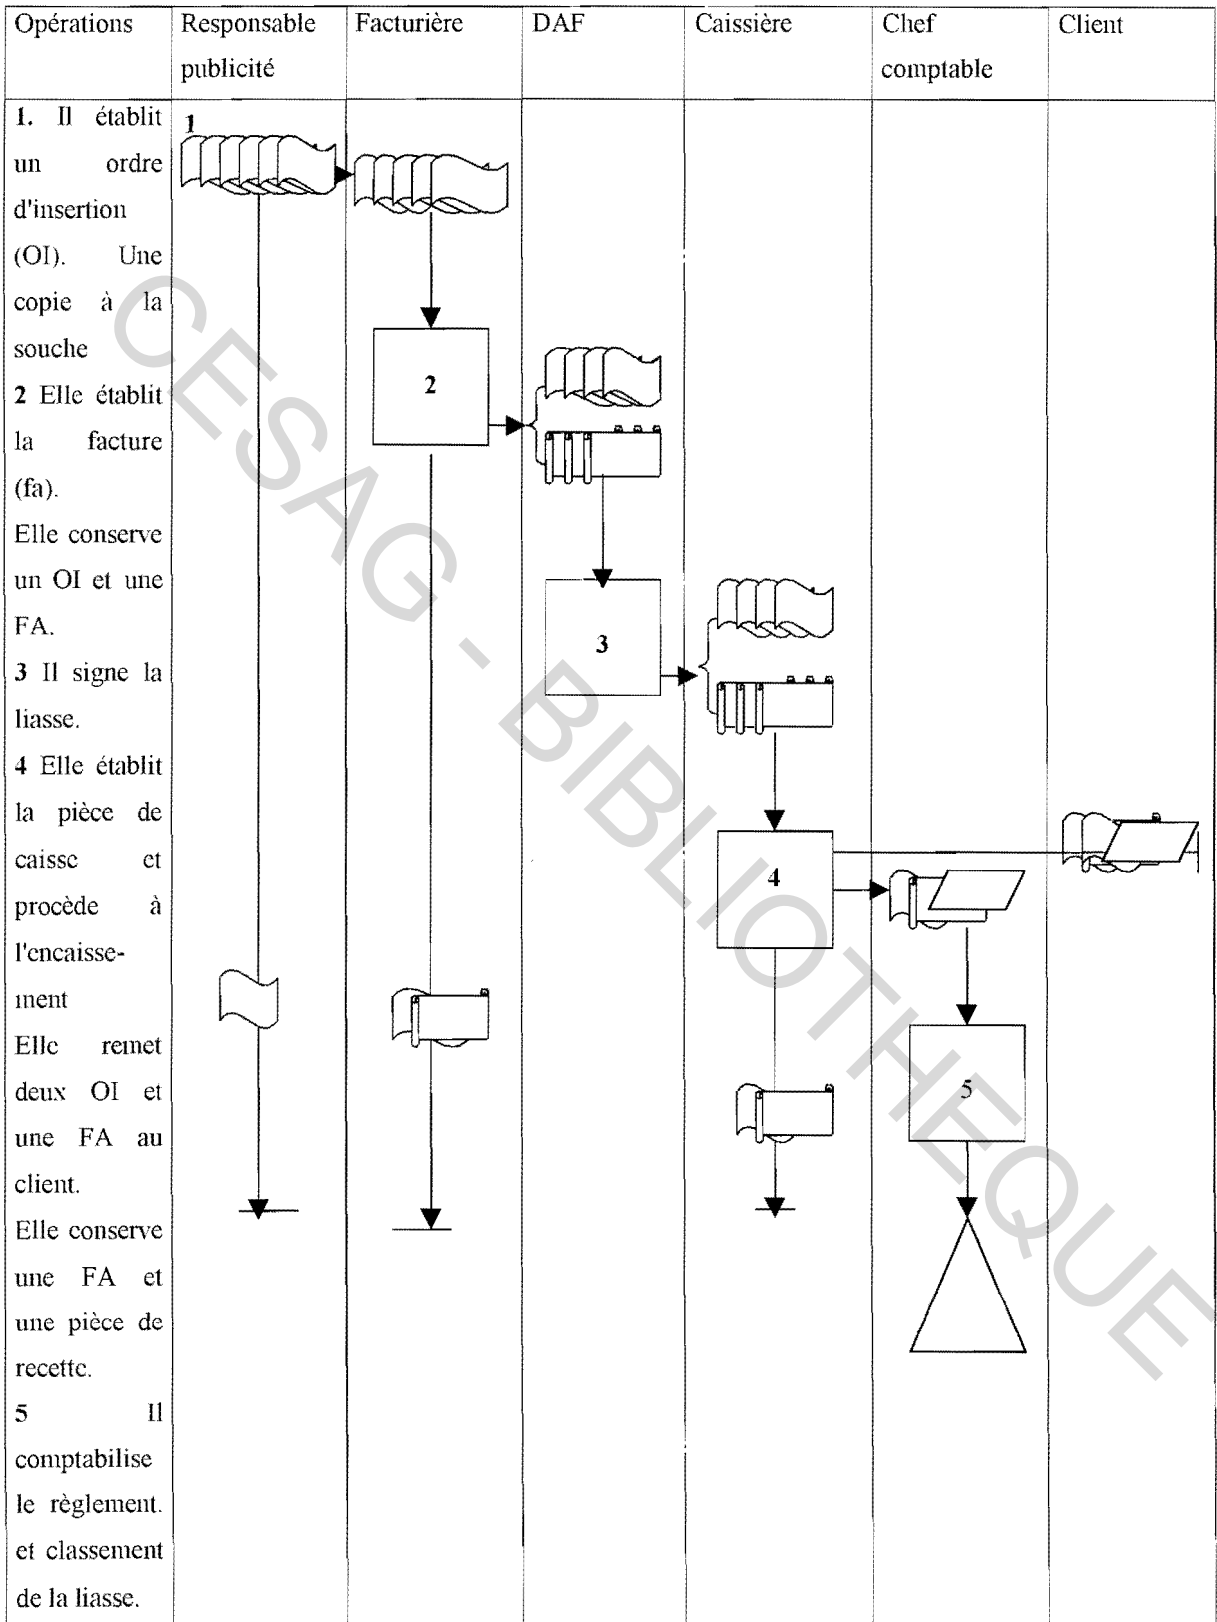 Opérations
Responsable
publicité
Facturière
DAF
Caissière
Chef
comptable
Client
1. Il établit
un ordre
d'insertion
(OI). Une
copie à la
souche
2 Elle établit
la facture
(fa).
Elle conserve
un OI et une
FA.
3 Il signe la
liasse.
4 Elle établit
la pièce de
caisse et
procède à
l'encaisse-
ment
Elle remet
deux OI et
une FA au
client.
Elle conserve
une FA et
une pièce de
recette.
5 Il
comptabilise
le règlement.
et classement
de la liasse.
1
2
3
4
5
CESAG - BIBLIOTHEQUE